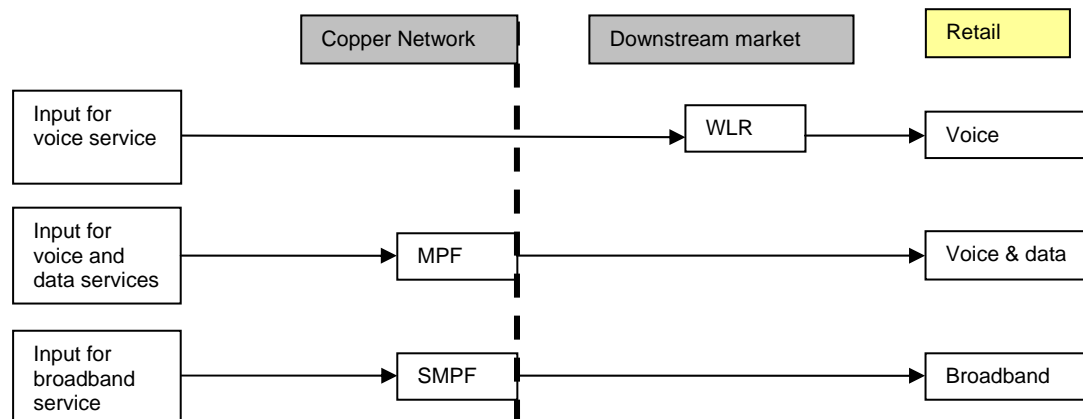 Copper Network
Downstream market
Retail
Input for
voice service
WLR
Voice
Input for
voice and
data services
MPF
Voice & data
Input for
broadband
service
SMPF
Broadband